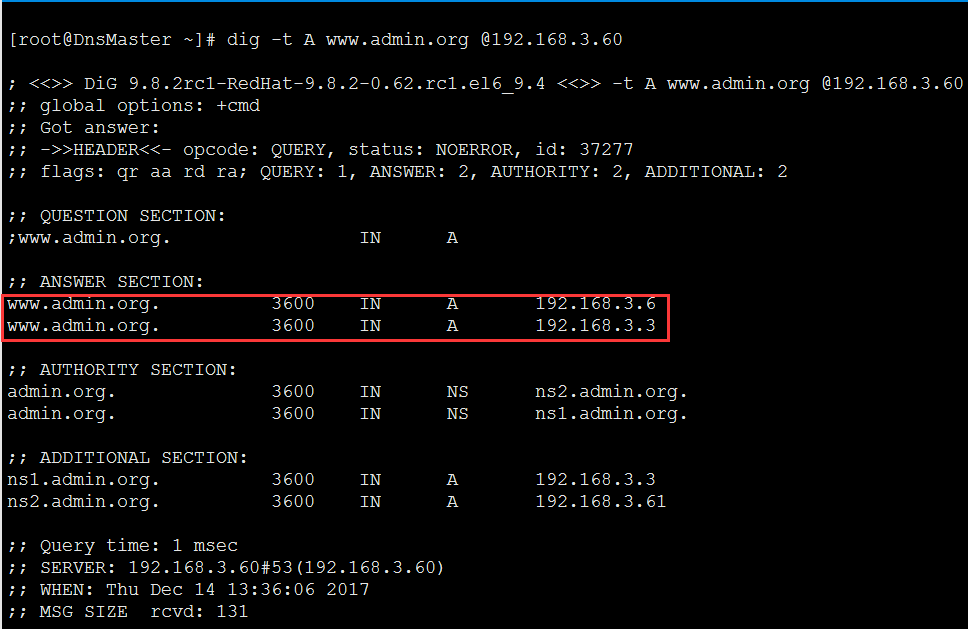 [root@DnsMaster ~]# dig -t A www.admin.org @192.168.3.60
; <<>> DiG 9.8.2rc1-RedHat-9.8.2-0.62.rc1.el6_9.4 <<>> -t A www.admin.org @192.168.3.60
;; global options: +cmd
;; Got answer:
;; ->>HEADER<<- opcode: QUERY, status: NOERROR, id: 37277
;; flags: qr aa rd ra; QUERY: 1, ANSWER: 2, AUTHORITY: 2, ADDITIONAL: 2
;; QUESTION SECTION:
;www.admin.org. IN A
;; ANSWER SECTION:
www.admin.org. 3600 IN A 192.168.3.6
www.admin.org. 3600 IN A 192.168.3.3
;; AUTHORITY SECTION:
admin.org. 3600 IN NS ns2.admin.org.
admin.org. 3600 IN NS ns1.admin.org.
;; ADDITIONAL SECTION:
ns1.admin.org. 3600 IN A 192.168.3.3
ns2.admin.org. 3600 IN A 192.168.3.61
;; Query time: 1 msec
;; SERVER: 192.168.3.60#53(192.168.3.60)
;; WHEN: Thu Dec 14 13:36:06 2017
;; MSG SIZE rcvd: 131